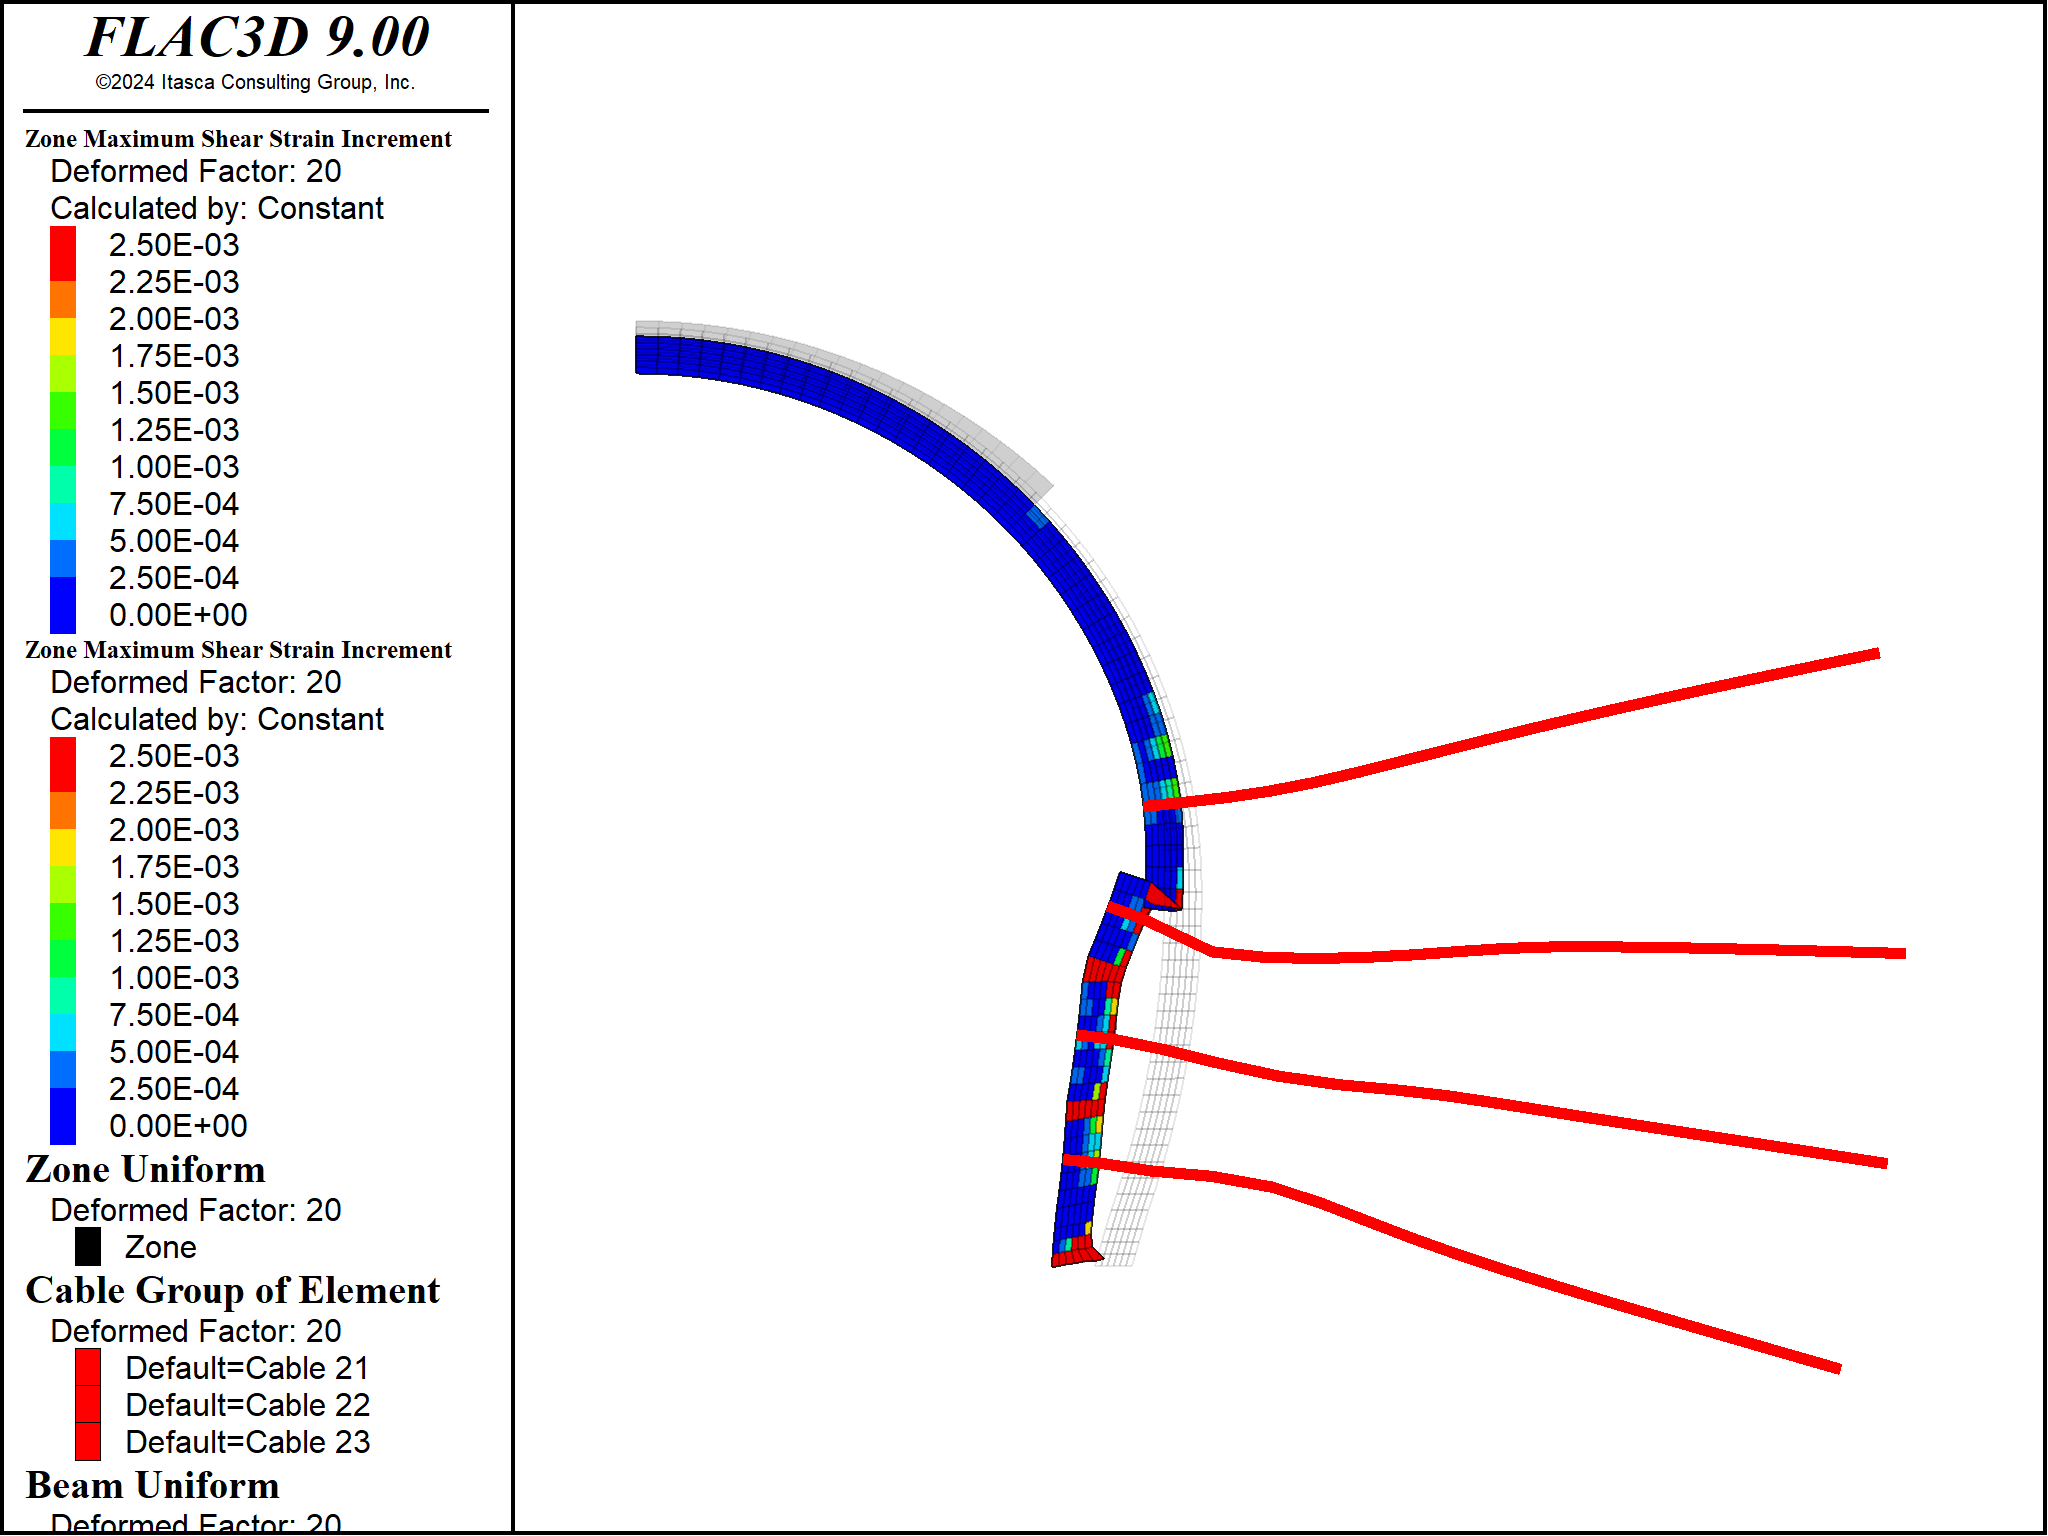 FLAC3D 9.00
©2024 Itasca Consulting Group, Inc.
Zone Maximum Shear Strain Increment
Deformed Factor: 20
Calculated by: Constant
2.50E-03
2.25E-03
2.00E-03
1.75E-03
1.50E-03
1.25E-03
1.00E-03
7.50E-04
5.00E-04
2.50E-04
0.00E+00
Zone Maximum Shear Strain Increment
Deformed Factor: 20
Calculated by: Constant
2.50E-03
2.25E-03
2.00E-03
1.75E-03
1.50E-03
1.25E-03
1.00E-03
7.50E-04
5.00E-04
2.50E-04
0.00E+00
Zone Uniform
Deformed Factor: 20
Zone
Cable Group of Element
Deformed Factor: 20
Default=Cable 21
Default=Cable 22
Default=Cable 23
Beam Uniform
Deformed Factor: 20